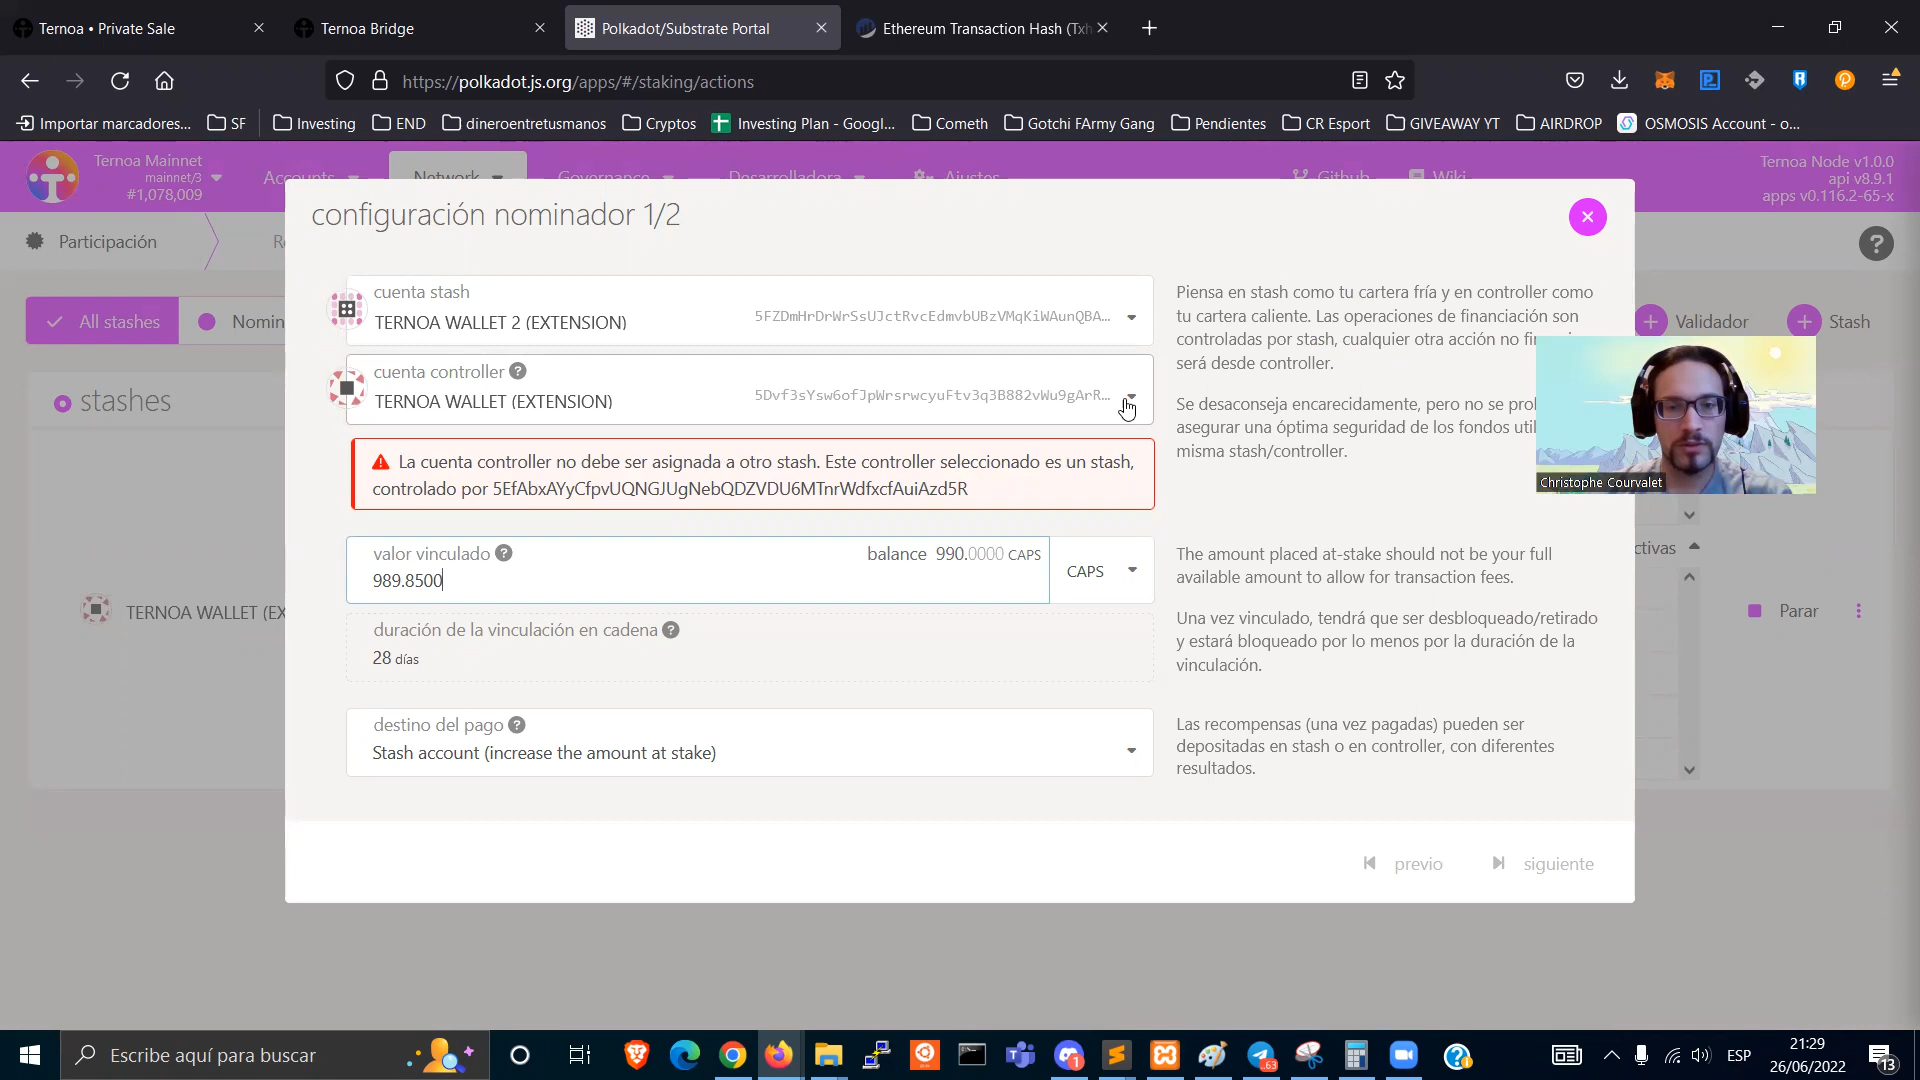 Ternoa • Private Sale
Ternoa Bridge
Polkadot/Substrate Portal
Ethereum Transaction Hash (Txh
https://polkadot.js.org/apps/#/staking/actions
Importar marcadores...
SF
Investing
END
dineroentretusmanos
Cryptos
Investing Plan - Googl...
Cometh
Gotchi FArmy Gang
Pendientes
CR Esport
GIVEAWAY YT
AIRDROP
OSMOSIS Account - o...
Ternoa Mainnet
mainnet/3
#1,078,009
Accounts
Network
Governance
Desarrolladora
Ajustes
Github
Wiki
Ternoa Node v1.0.0
api v8.9.1
apps v0.116.2-65-x
Participación
All stashes
Nomin
Validador
Stash
stashes
TERNOA WALLET (EX
ctivas
Parar
configuración nominador 1/2
cuenta stash
TERNOA WALLET 2 (EXTENSION)
5FZDmHrDrWrSsUJctRvcEdmvbUBzVMqKiWAunQBA...
Piensa en stash como tu cartera fría y en controller como
tu cartera caliente. Las operaciones de financiación son
controladas por stash, cualquier otra acción no fin
será desde controller.
cuenta controller
TERNOA WALLET (EXTENSION)
5Dvf3sYsw6ofJpWrsrwcyuFtv3q3B882vWu9gArR...
Se desaconseja encarecidamente, pero no se prol
asegurar una óptima seguridad de los fondos util
misma stash/controller.
La cuenta controller no debe ser asignada a otro stash. Este controller seleccionado es un stash,
controlado por 5EfAbxAYyCfpvUQNGJUgNebQDZVDU6MTnrWdfxcfAuiAzd5R
valor vinculado
989.8500
balance 990.0000 CAPS
CAPS
The amount placed at-stake should not be your full
available amount to allow for transaction fees.
duración de la vinculación en cadena
28 días
Una vez vinculado, tendrá que ser desbloqueado/retirado
y estará bloqueado por lo menos por la duración de la
vinculación.
destino del pago
Stash account (increase the amount at stake)
Las recompensas (una vez pagadas) pueden ser
depositadas en stash o en controller, con diferentes
resultados.
previo
siguiente
Christophe Courvalet
Escribe aquí para buscar
ESP
21:29
26/06/2022
13